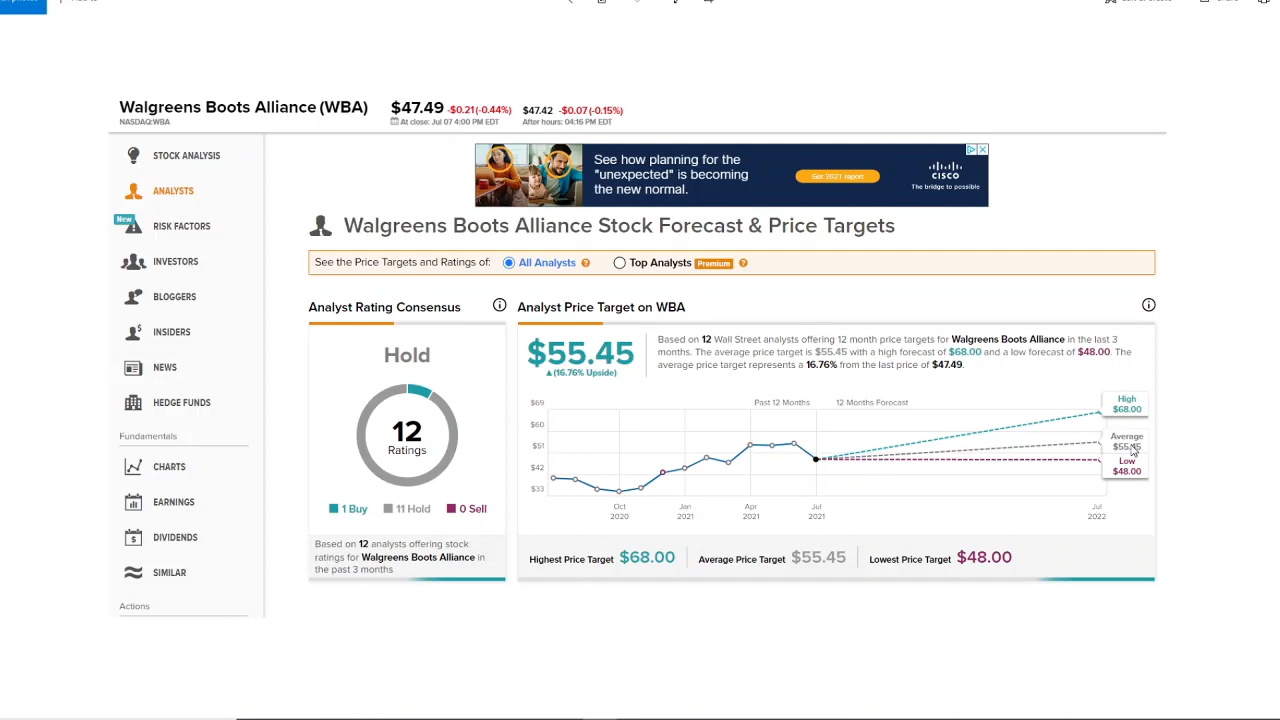 Walgreens Boots Alliance (WBA)
NASDAQ:WBA
$47.49 -$0.21 (-0.44%)
At close: Jul 07 4:00 PM EDT
$47.42 -$0.07 (-0.15%)
After hours: 04:16 PM EDT
STOCK ANALYSIS
ANALYSTS
New
RISK FACTORS
INVESTORS
BLOGGERS
INSIDERS
NEWS
HEDGE FUNDS
Fundamentals
CHARTS
EARNINGS
DIVIDENDS
SIMILAR
Actions
See how planning for the
"unexpected" is becoming
the new normal.
Get 2021 report
CISCO
The bridge to possible
Walgreens Boots Alliance Stock Forecast & Price Targets
See the Price Targets and Ratings of: All Analysts ? Top Analysts Premium ?
Analyst Rating Consensus
Hold
12
Ratings
1 Buy 11 Hold 0 Sell
Based on 12 analysts offering stock
ratings for Walgreens Boots Alliance in
the past 3 months
Analyst Price Target on WBA
$55.45
▲(16.76% Upside)
Based on 12 Wall Street analysts offering 12 month price targets for Walgreens Boots Alliance in the last 3
months. The average price target is $55.45 with a high forecast of $68.00 and a low forecast of $48.00. The
average price target represents a 16.76% from the last price of $47.49.
Past 12 Months 12 Months Forecast
$69
$60
$51
$42
$33
High
$68.00
Average
$55.45
Low
$48.00
Oct
2020
Jan
2021
Apr
2021
Jul
2021
Jul
2022
Highest Price Target $68.00 Average Price Target $55.45 Lowest Price Target $48.00